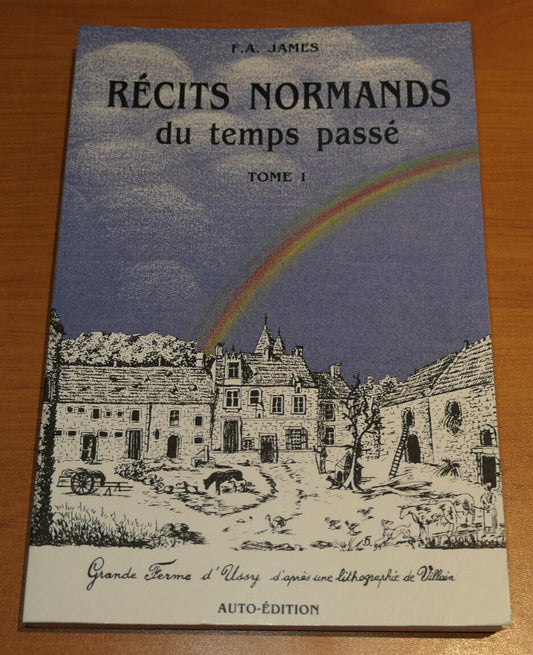 F.A. JAMES
RÉCITS NORMANDS
du temps passé
TOME I
Grande Ferme d'Ussy d'après une lithographie de Villain
AUTO-ÉDITION